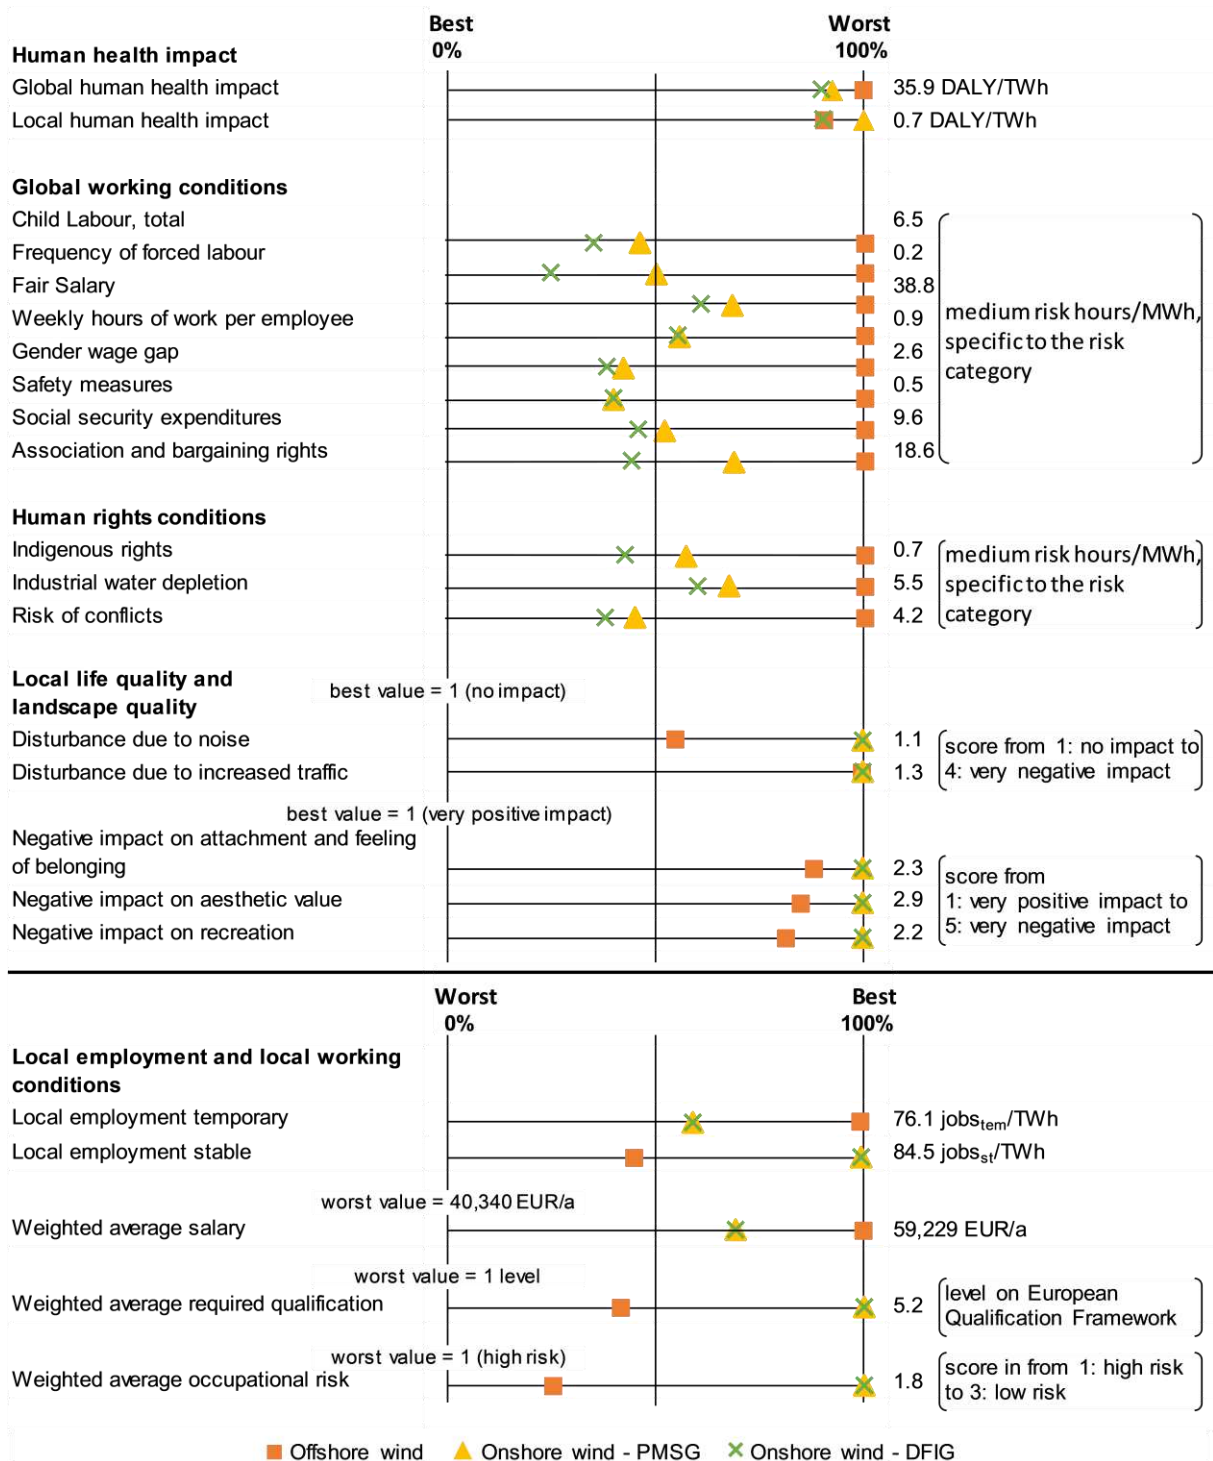 Best Worst
Human health impact 0% 100%
Global human health impact 35.9 DALY/TWh
Local human health impact 0.7 DALY/TWh
Global working conditions
Child Labour, total 6.5
Frequency of forced labour 0.2
Fair Salary 38.8
Weekly hours of work per employee 0.9
Gender wage gap 2.6
Safety measures 0.5
Social security expenditures 9.6
Association and bargaining rights 18.6
medium risk hours/MWh,
specific to the risk
category
Human rights conditions
Indigenous rights 0.7
Industrial water depletion 5.5
Risk of conflicts 4.2
medium risk hours/MWh,
specific to the risk
category
Local life quality and
landscape quality
best value = 1 (no impact)
Disturbance due to noise 1.1
Disturbance due to increased traffic 1.3
score from 1: no impact to
4: very negative impact
best value = 1 (very positive impact)
Negative impact on attachment and feeling
of belonging 2.3
Negative impact on aesthetic value 2.9
Negative impact on recreation 2.2
score from
1: very positive impact to
5: very negative impact
Worst Best
0% 100%
Local employment and local working
conditions
Local employment temporary 76.1 jobstem/TWh
Local employment stable 84.5 jobsst/TWh
worst value = 40,340 EUR/a
Weighted average salary 59,229 EUR/a
worst value = 1 level
Weighted average required qualification 5.2
level on European
Qualification Framework
worst value = 1 (high risk)
Weighted average occupational risk 1.8
score in from 1: high risk
to 3: low risk
Offshore wind Onshore wind - PMSG Onshore wind - DFIG